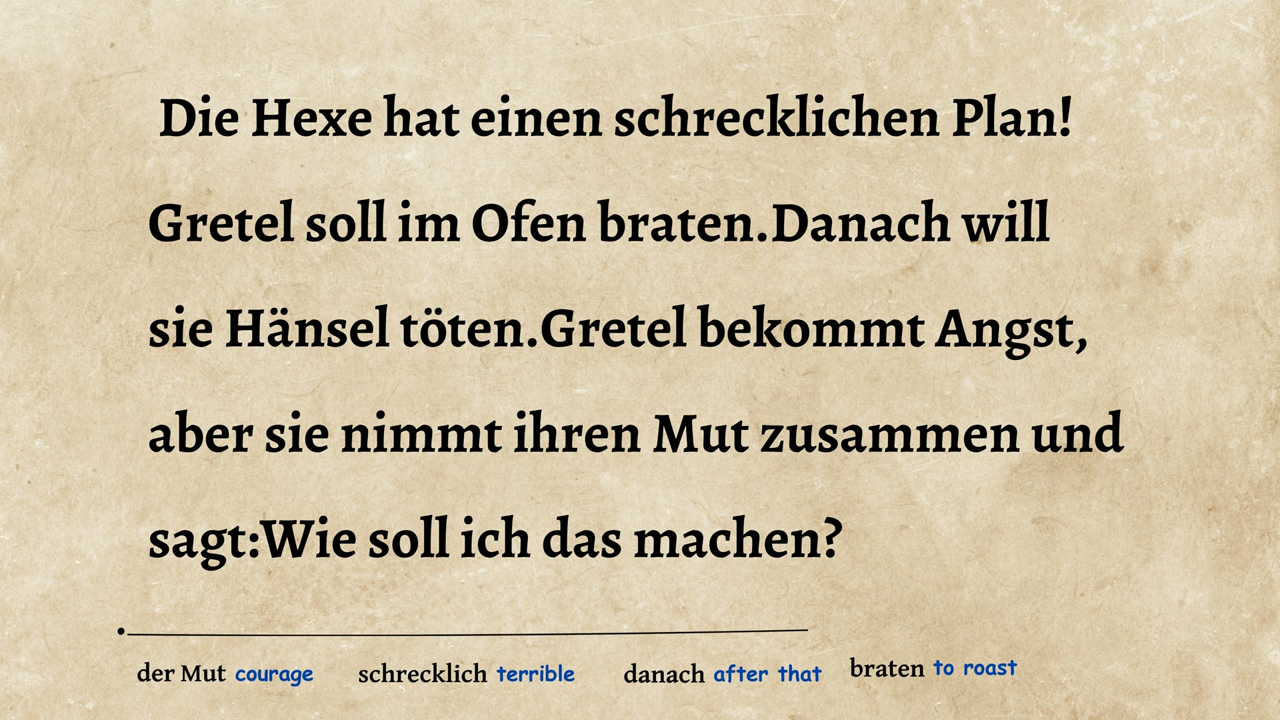 Die Hexe hat einen schrecklichen Plan!
Gretel soll im Ofen braten.Danach will
sie Hänsel töten.Gretel bekommt Angst,
aber sie nimmt ihren Mut zusammen und
sagt:Wie soll ich das machen?
der Mut courage schrecklich terrible danach after that braten to roast